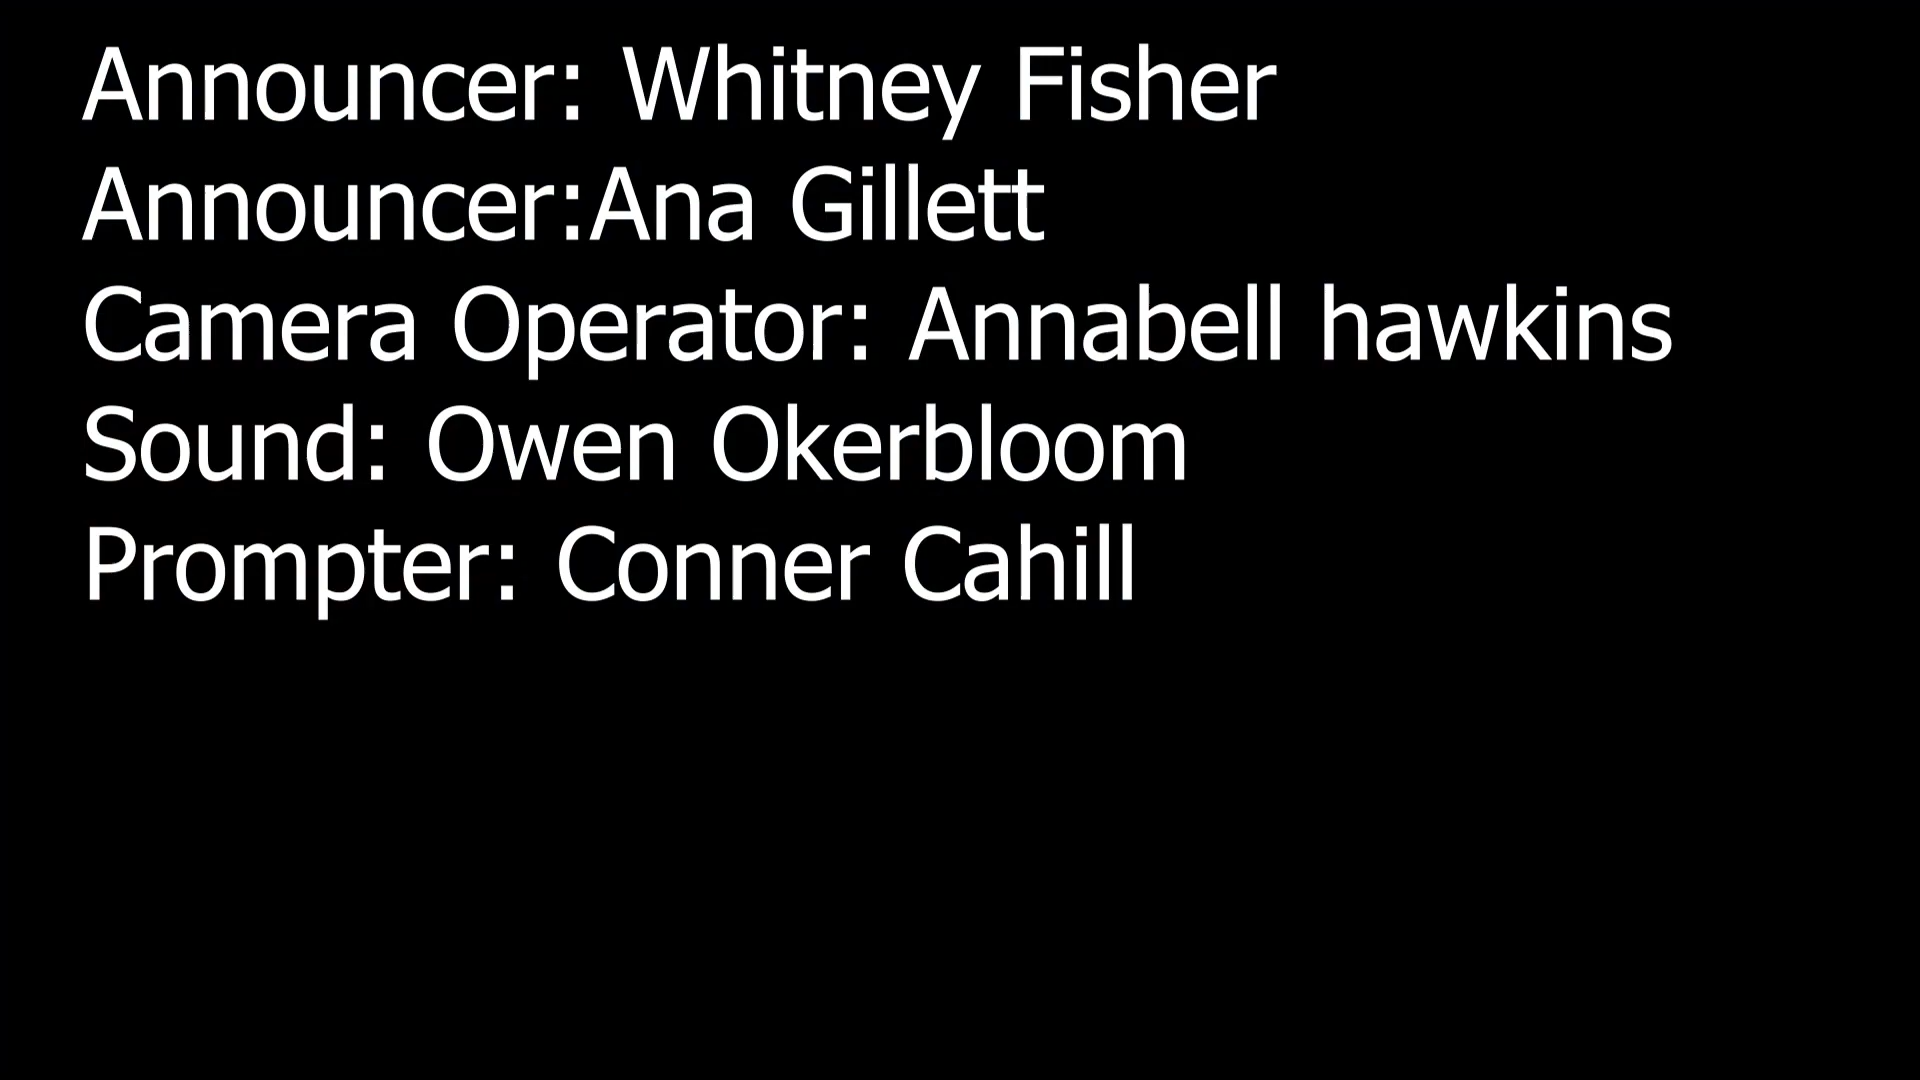 Announcer: Whitney Fisher
Announcer:Ana Gillett
Camera Operator: Annabell hawkins
Sound: Owen Okerbloom
Prompter: Conner Cahill